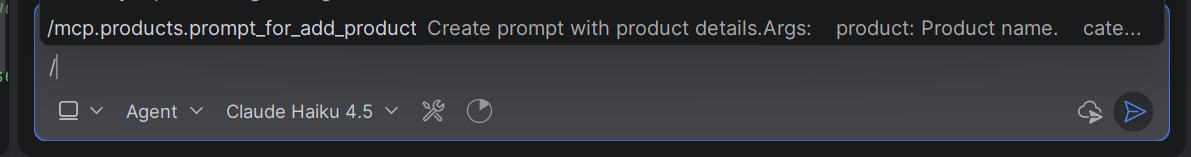 /mcp.products.prompt_for_add_product Create prompt with product details.Args: product: Product name. cate...
/
Agent Claude Haiku 4.5